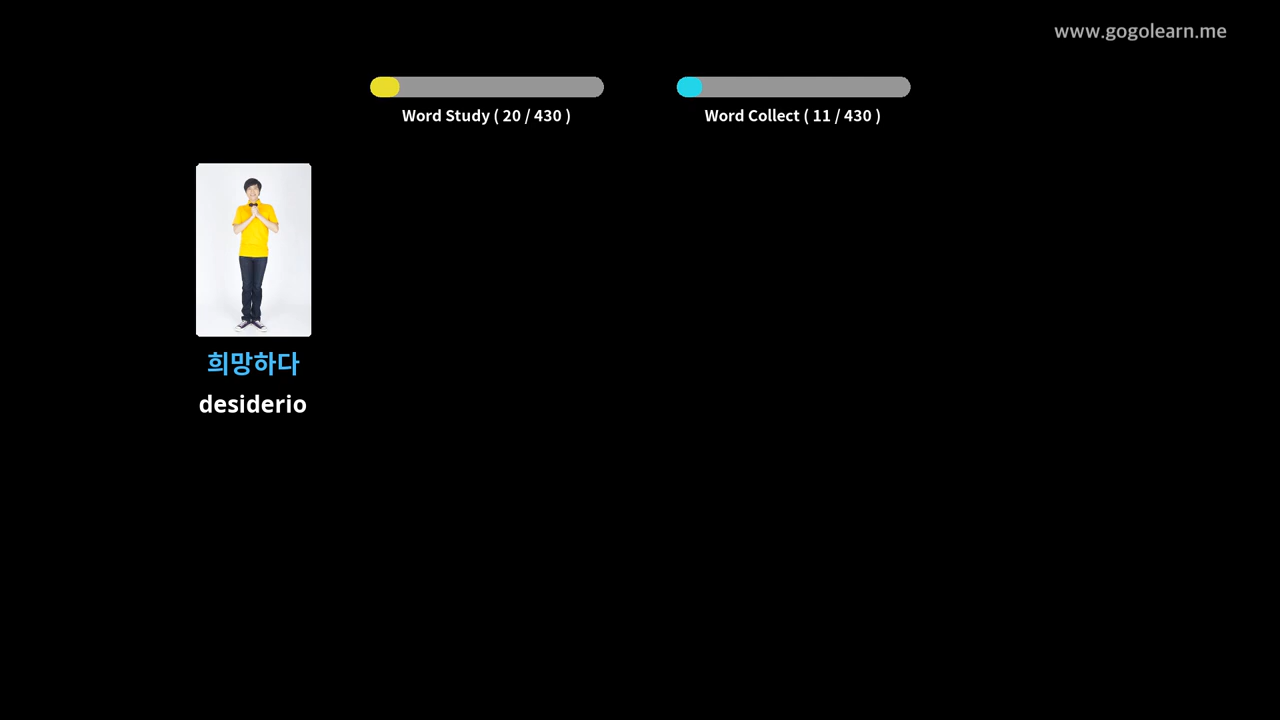 www.gogolearn.me
Word Study ( 20 / 430 )
Word Collect ( 11 / 430 )
희망하다
desiderio